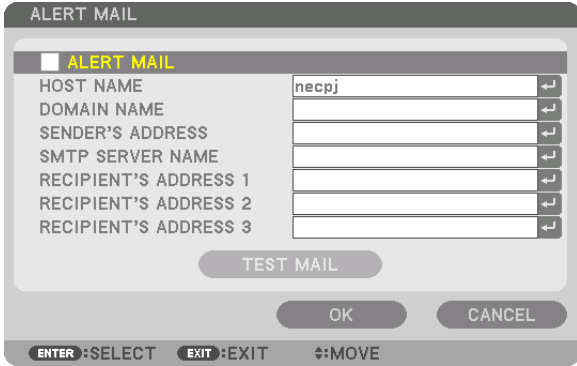 ALERT MAIL
ALERT MAIL
HOST NAME necpj
DOMAIN NAME
SENDER'S ADDRESS
SMTP SERVER NAME
RECIPIENT'S ADDRESS 1
RECIPIENT'S ADDRESS 2
RECIPIENT'S ADDRESS 3
TEST MAIL
OK CANCEL
ENTER :SELECT EXIT :EXIT :MOVE